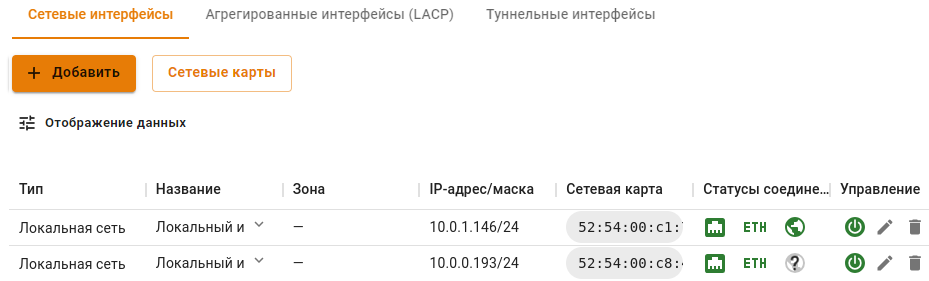 Сетевые интерфейсы Агрегированные интерфейсы (LACP) Туннельные интерфейсы
+ Добавить Сетевые карты
Отображение данных
Тип Название Зона IP-адрес/маска Сетевая карта Статусы соедине... Управление
Локальная сеть Локальный и — 10.0.1.146/24 52:54:00:c1: ETH
Локальная сеть Локальный и — 10.0.0.193/24 52:54:00:c8: ETH ?